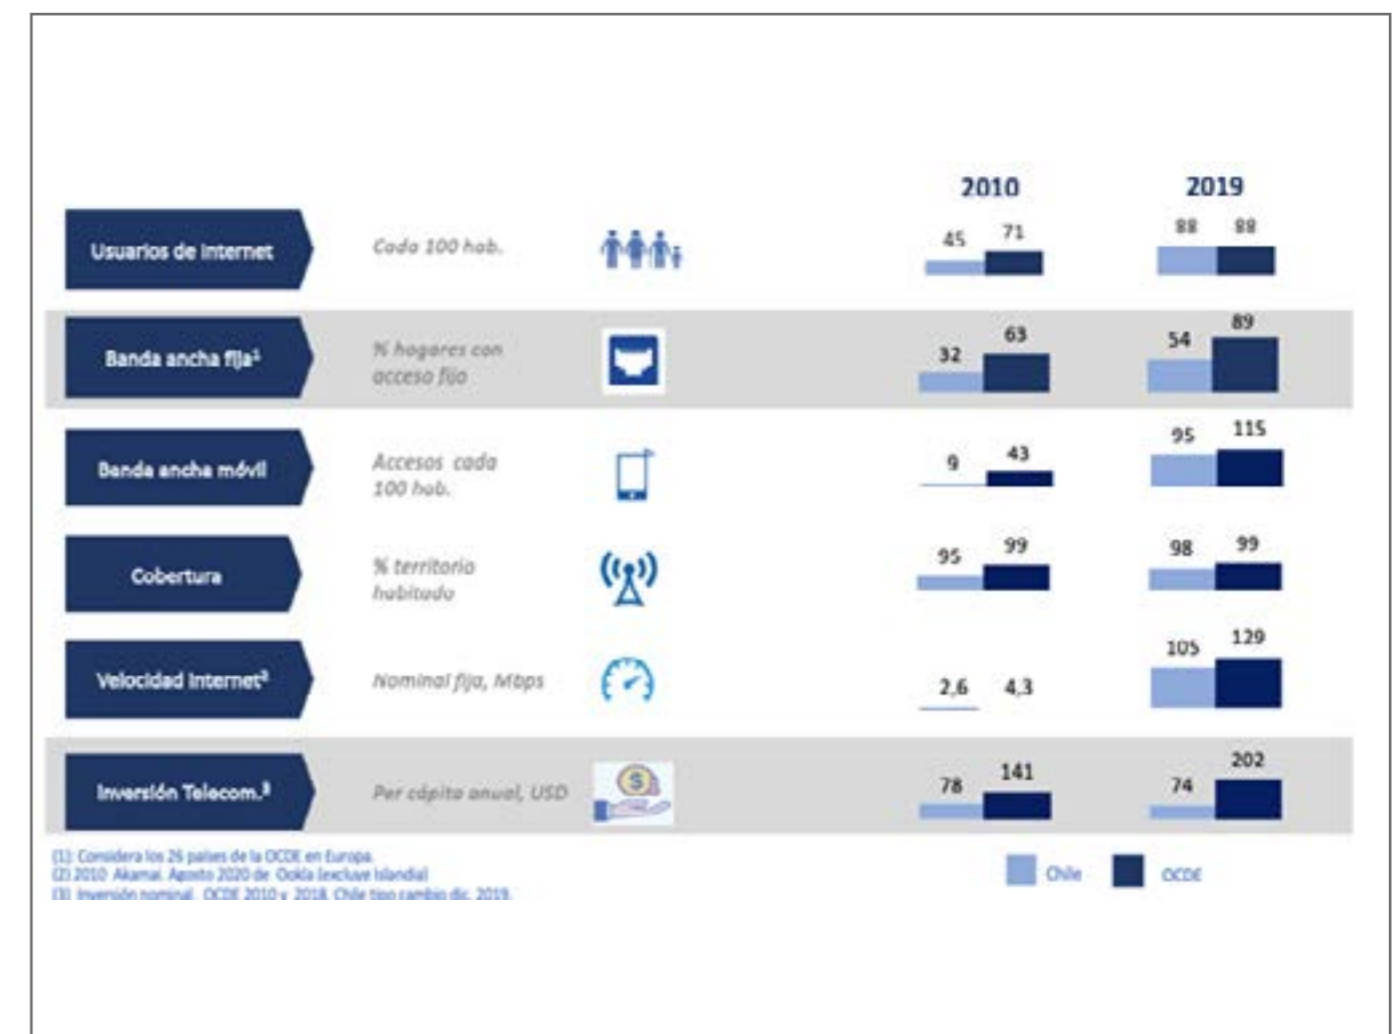 2010 2019
Usuarios de Internet Cada 100 hab. 45 71 88 88
Banda ancha fija¹ % hogares con acceso fijo 32 63 54 89
Banda ancha móvil Accesos cada 100 hab. 9 43 95 115
Cobertura % territorio habitado 95 99 98 99
Velocidad Internet² Nominal fija, Mbps 2,6 4,3 105 129
Inversión Telecom.³ Per cápita anual, USD 78 141 74 202
(1): Considera los 26 países de la OCDE en Europa.
(2) 2010 Akamai. Agosto 2020 de Ookla (excluye Islandia)
(3) Inversión nominal. OCDE 2010 y 2018. Chile tipo cambio dic. 2019.
Chile OCDE